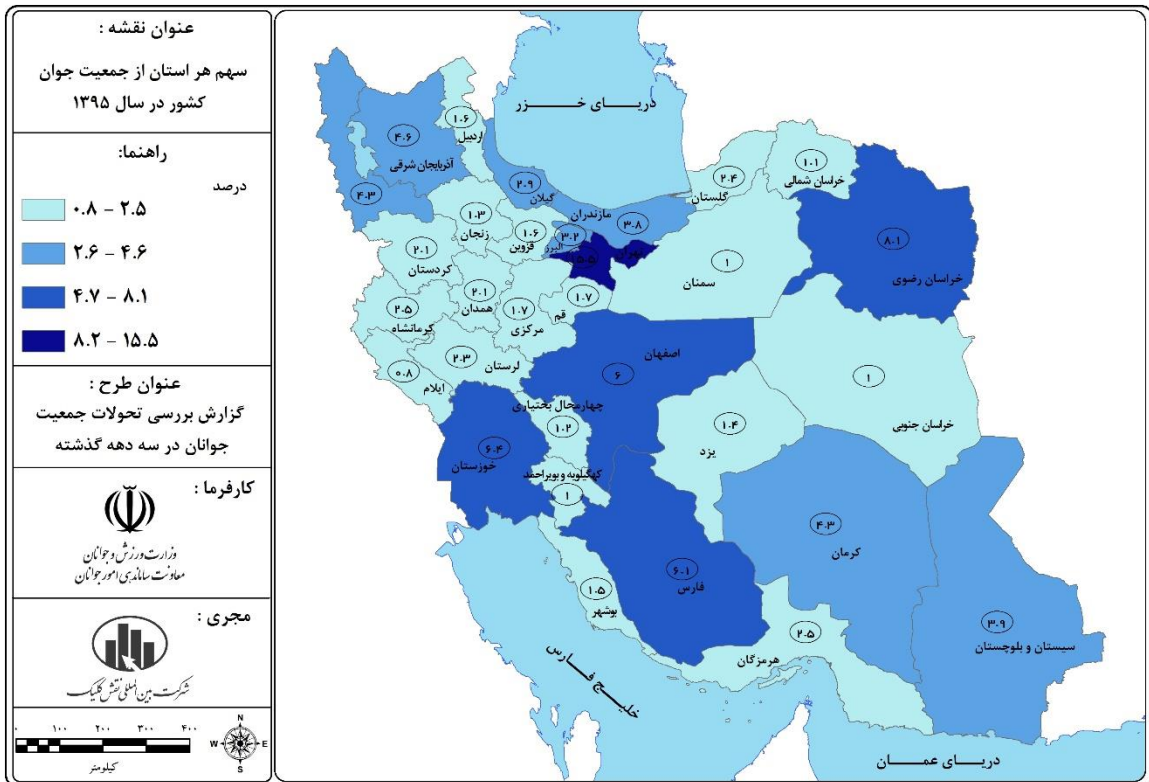 عنوان نقشه :
سهم هر استان از جمعیت جوان
کشور در سال ۱۳۹۵
راهنما:
درصد
۰.۸ – ۲.۵
۲.۶ – ۴.۶
۴.۷ – ۸.۱
۸.۲ – ۱۵.۵
عنوان طرح :
گزارش بررسی تحولات جمعیت
جوانان در سه دهه گذشته
کارفرما :
وزارت ورزش و جوانان
معاونت ساماندهی امور جوانان
مجری :
شرکت بین المللی نقش کلیک
۱۰۰ ۲۰۰ ۳۰۰ ۴۰۰
کیلومتر
N
W E
S
دریای خزر
۴.۶
آذربایجان شرقی
۴.۳
۱.۶
اردبیل
۲.۹
گیلان
مازندران
۳.۸
۲.۴
گلستان
۱.۱
خراسان شمالی
۸.۱
خراسان رضوی
۱.۳
زنجان
۱.۶
قزوین
۳.۲
البرز
تهران
۱۵.۵
۱
سمنان
۲.۱
کردستان
۲.۱
همدان
۱.۷
مرکزی
۱.۷
قم
۲.۵
کرمانشاه
۲.۳
لرستان
۰.۸
ایلام
اصفهان
۶
۱
خراسان جنوبی
چهارمحال بختیاری
۱.۲
۱.۴
یزد
۶.۴
خوزستان
کهگیلویه و بویراحمد
۱
۴.۳
کرمان
۶.۱
فارس
۱.۵
بوشهر
۲.۵
هرمزگان
۳.۹
سیستان و بلوچستان
خلیج فارس
دریای عمان